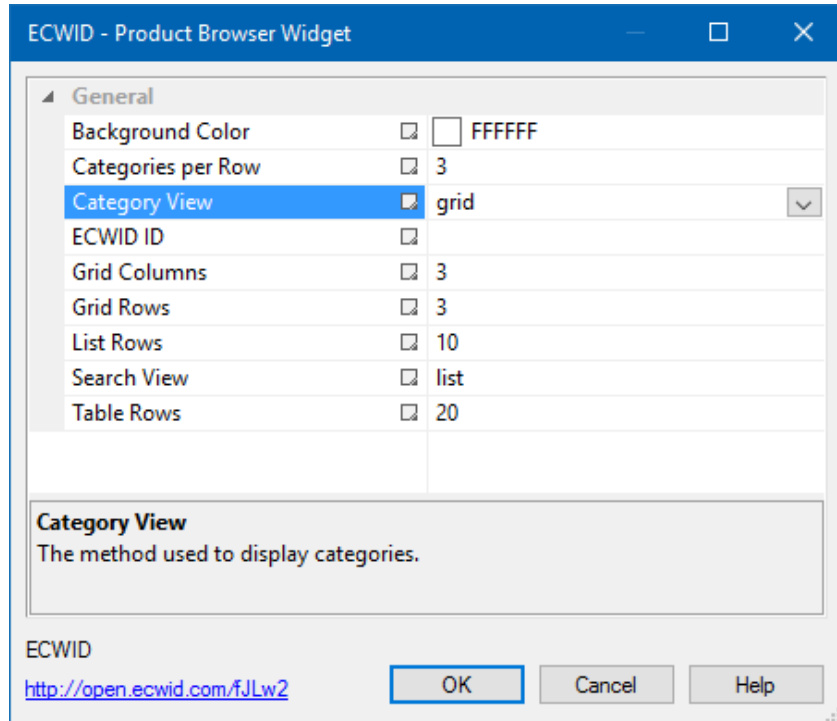 ECWID - Product Browser Widget
General
Background Color FFFFFF
Categories per Row 3
Category View grid
ECWID ID
Grid Columns 3
Grid Rows 3
List Rows 10
Search View list
Table Rows 20
Category View
The method used to display categories.
ECWID
http://open.ecwid.com/fJLw2 OK Cancel Help